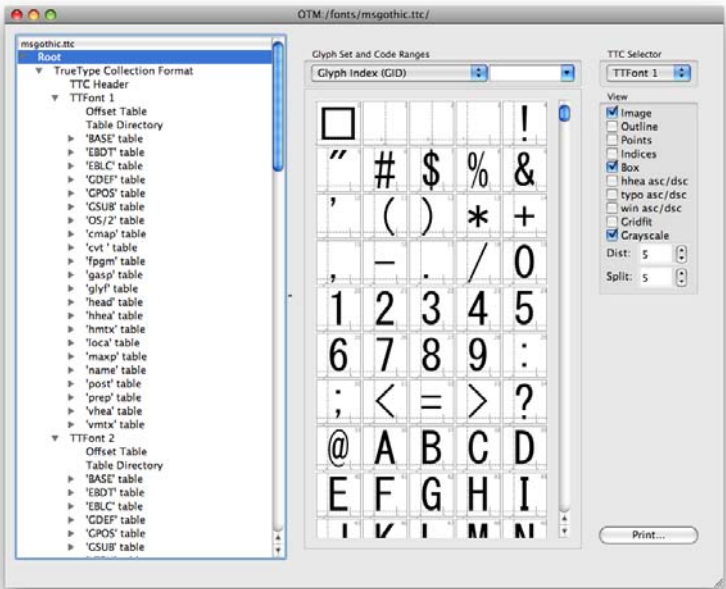 OTM:/fonts/msgothic.ttc/
msgothic.ttc
Root
TrueType Collection Format
TTC Header
TTFont 1
Offset Table
Table Directory
'BASE' table
'EBDT' table
'EBLC' table
'GDEF' table
'GPOS' table
'GSUB' table
'OS/2' table
'cmap' table
'cvt ' table
'fpgm' table
'gasp' table
'glyf' table
'head' table
'hhea' table
'hmtx' table
'loca' table
'maxp' table
'name' table
'post' table
'prep' table
'vhea' table
'vmtx' table
TTFont 2
Offset Table
Table Directory
'BASE' table
'EBDT' table
'EBLC' table
'GDEF' table
'GPOS' table
'GSUB' table
Glyph Set and Code Ranges
Glyph Index (GID)
!
" # $ % &
' ( ) * +
, − . / 0
1 2 3 4 5
6 7 8 9 :
; < = > ?
@ A B C D
E F G H I
J K L M N
TTC Selector
TTFont 1
View
Image
Outline
Points
Indices
Box
hhea asc/dsc
typo asc/dsc
win asc/dsc
Gridfit
Grayscale
Dist: 5
Split: 5
Print...